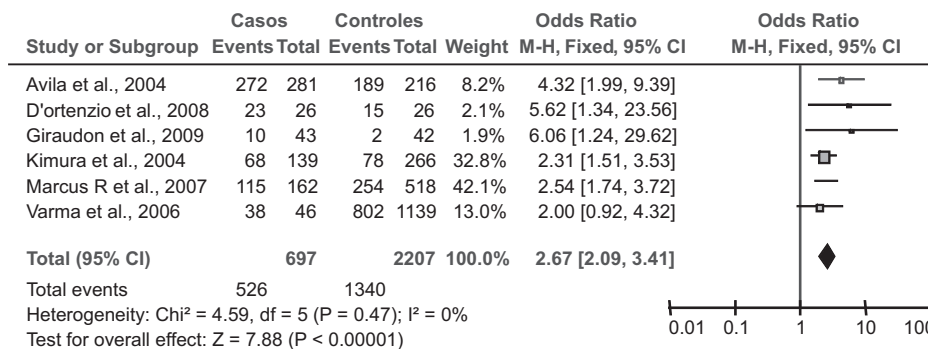 Casos Controles Odds Ratio Odds Ratio
Study or Subgroup Events Total Events Total Weight M-H, Fixed, 95% CI M-H, Fixed, 95% CI
Avila et al., 2004 272 281 189 216 8.2% 4.32 [1.99, 9.39]
D'ortenzio et al., 2008 23 26 15 26 2.1% 5.62 [1.34, 23.56]
Giraudon et al., 2009 10 43 2 42 1.9% 6.06 [1.24, 29.62]
Kimura et al., 2004 68 139 78 266 32.8% 2.31 [1.51, 3.53]
Marcus R et al., 2007 115 162 254 518 42.1% 2.54 [1.74, 3.72]
Varma et al., 2006 38 46 802 1139 13.0% 2.00 [0.92, 4.32]
Total (95% CI) 697 2207 100.0% 2.67 [2.09, 3.41]
Total events 526 1340
Heterogeneity: Chi² = 4.59, df = 5 (P = 0.47); I² = 0%
Test for overall effect: Z = 7.88 (P < 0.00001)
0.01 0.1 1 10 100